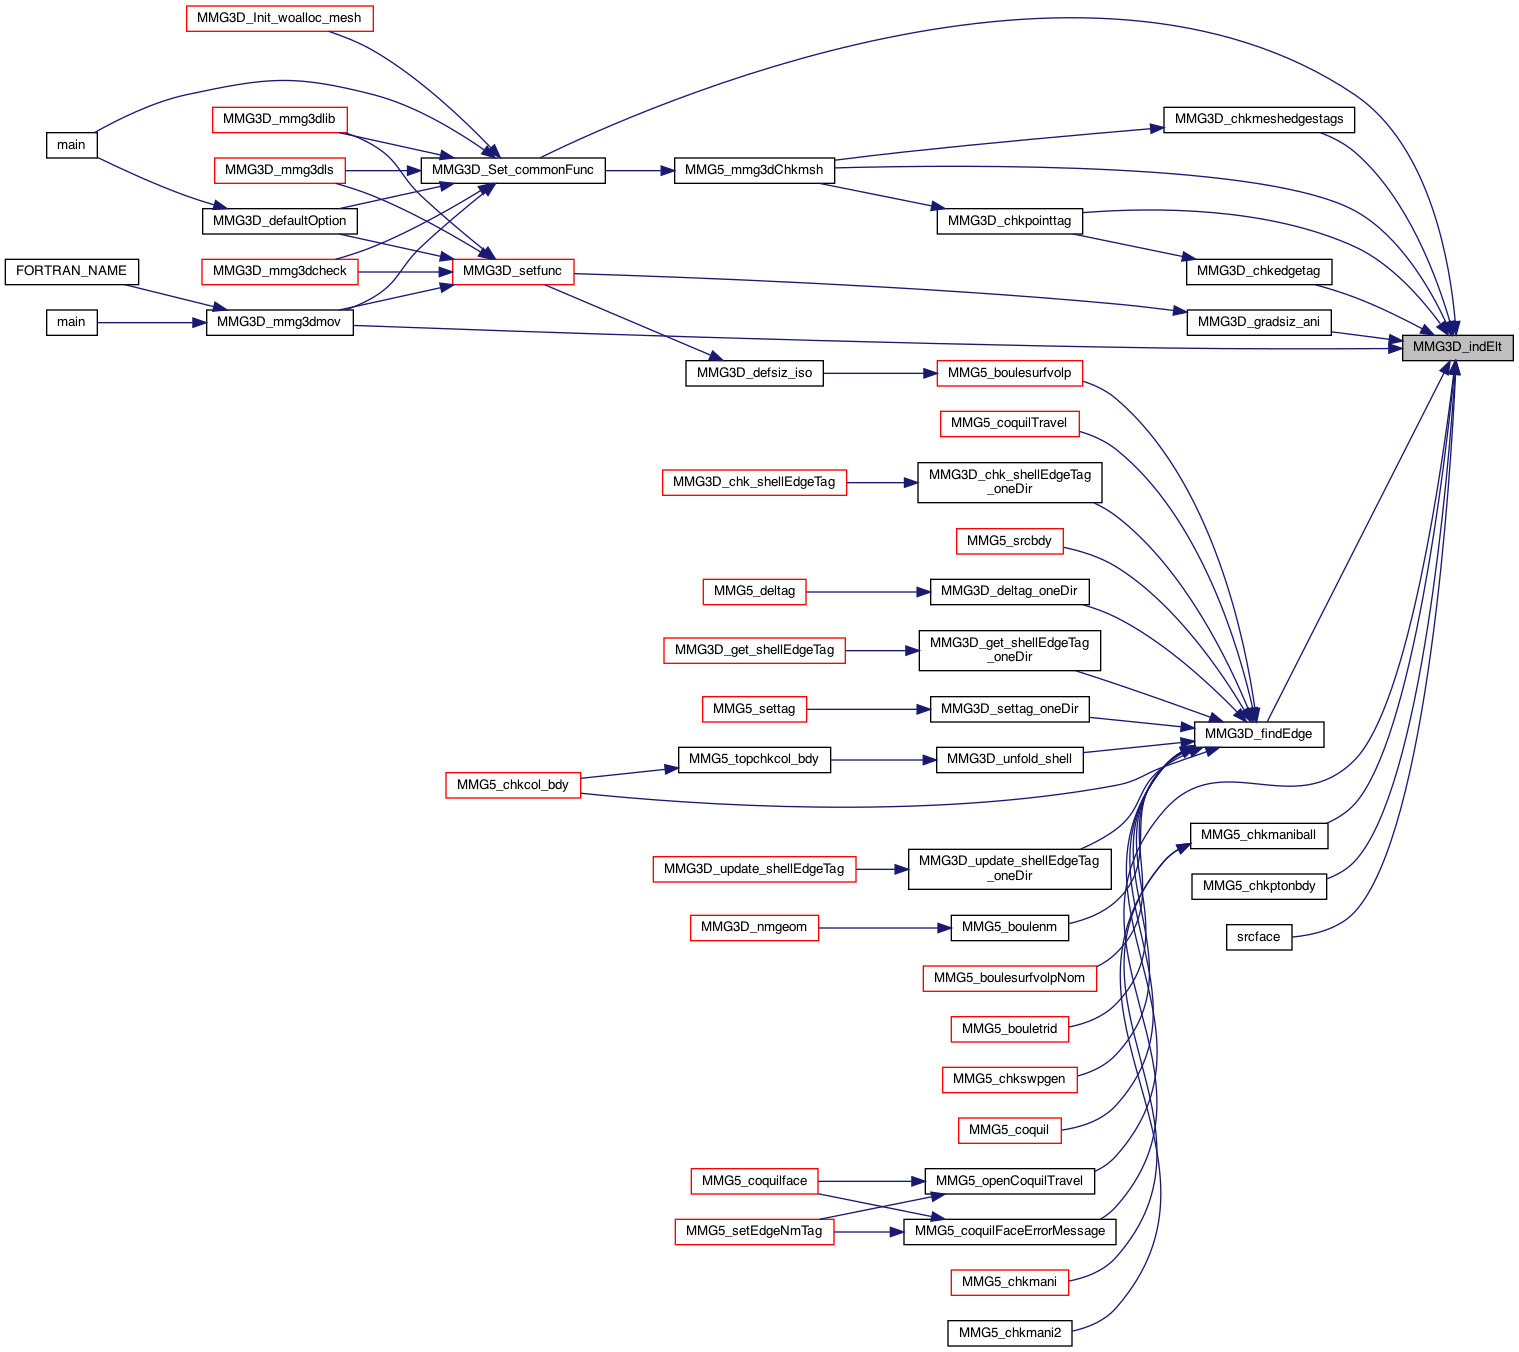 MMG3D_Init_woalloc_mesh
MMG3D_mmg3dlib
MMG3D_chkmeshedgestags
main
MMG3D_mmg3dls
MMG3D_Set_commonFunc
MMG5_mmg3dChkmsh
MMG3D_defaultOption
MMG3D_chkpointtag
FORTRAN_NAME
MMG3D_mmg3dcheck
MMG3D_setfunc
MMG3D_chkedgetag
main
MMG3D_mmg3dmov
MMG3D_gradsiz_ani
MMG3D_indElt
MMG3D_defsiz_iso
MMG5_boulesurfvolp
MMG5_coquilTravel
MMG3D_chk_shellEdgeTag
MMG3D_chk_shellEdgeTag
_oneDir
MMG5_srcbdy
MMG5_deltag
MMG3D_deltag_oneDir
MMG3D_get_shellEdgeTag
MMG3D_get_shellEdgeTag
_oneDir
MMG5_settag
MMG3D_settag_oneDir
MMG3D_findEdge
MMG5_topchkcol_bdy
MMG3D_unfold_shell
MMG5_chkcol_bdy
MMG5_chkmaniball
MMG3D_update_shellEdgeTag
MMG3D_update_shellEdgeTag
_oneDir
MMG5_chkptonbdy
MMG3D_nmgeom
MMG5_boulenm
srcface
MMG5_boulesurfvolpNom
MMG5_bouletrid
MMG5_chkswpgen
MMG5_coquil
MMG5_coquilface
MMG5_openCoquilTravel
MMG5_setEdgeNmTag
MMG5_coquilFaceErrorMessage
MMG5_chkmani
MMG5_chkmani2